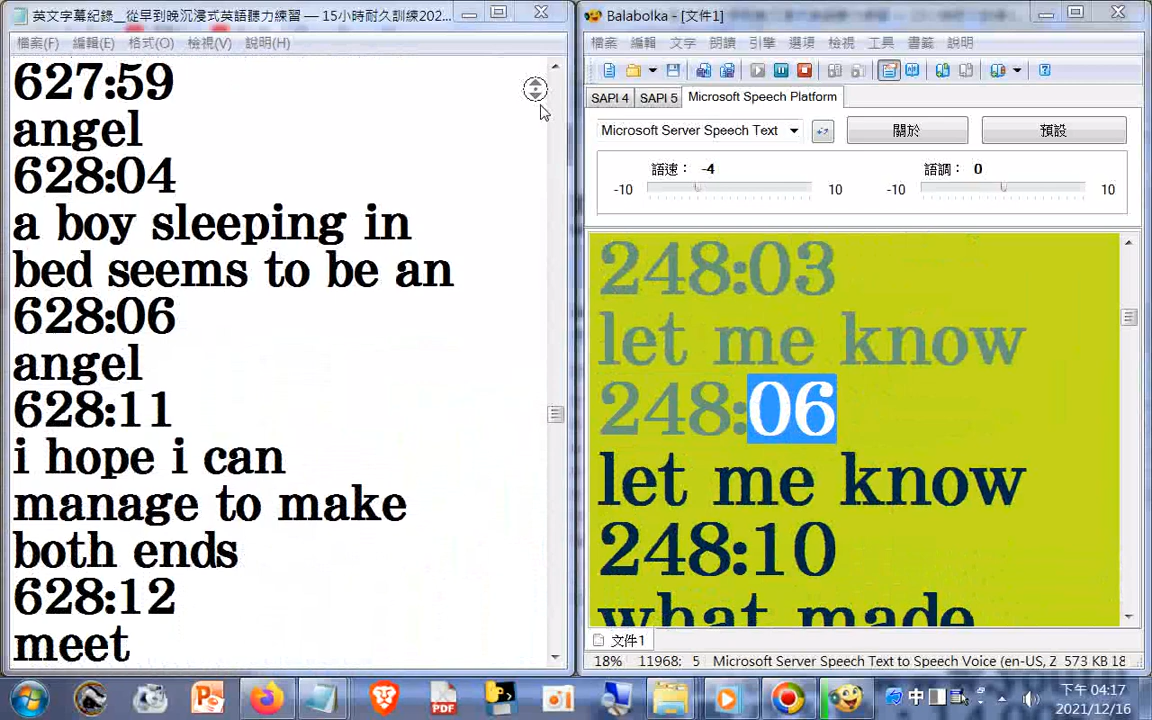 英文字幕紀錄__從早到晚沉浸式英語聽力練習 — 15小時耐久訓練202...
檔案(F) 編輯(E) 格式(O) 檢視(V) 說明(H)
627:59
angel
628:04
a boy sleeping in
bed seems to be an
628:06
angel
628:11
i hope i can
manage to make
both ends
628:12
meet
Balabolka - [文件1]
檔案 編輯 文字 朗讀 引擎 選項 檢視 工具 書籤 說明
SAPI 4 SAPI 5 Microsoft Speech Platform
Microsoft Server Speech Text 關於 預設
語速： -4 語調： 0
-10 10 -10 10
248:03
let me know
248:06
let me know
248:10
what made
文件1
18% 11968: 5 Microsoft Server Speech Text to Speech Voice (en-US, Z 573 KB 18
PDF
中
下午 04:17
2021/12/16